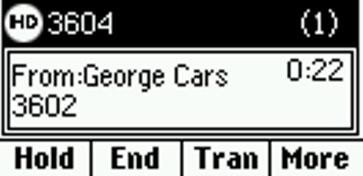 HD 3604 (1)
From:George Cars 0:22
3602
Hold End Tran More